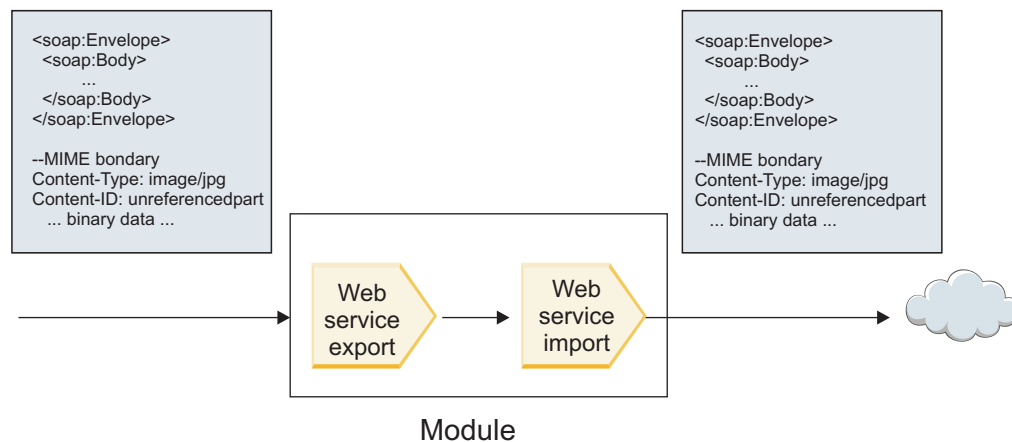 <soap:Envelope>
<soap:Body>
...
</soap:Body>
</soap:Envelope>
--MIME bondary
Content-Type: image/jpg
Content-ID: unreferencedpart
... binary data ...
<soap:Envelope>
<soap:Body>
...
</soap:Body>
</soap:Envelope>
--MIME bondary
Content-Type: image/jpg
Content-ID: unreferencedpart
... binary data ...
Web
service
export
Web
service
import
Module